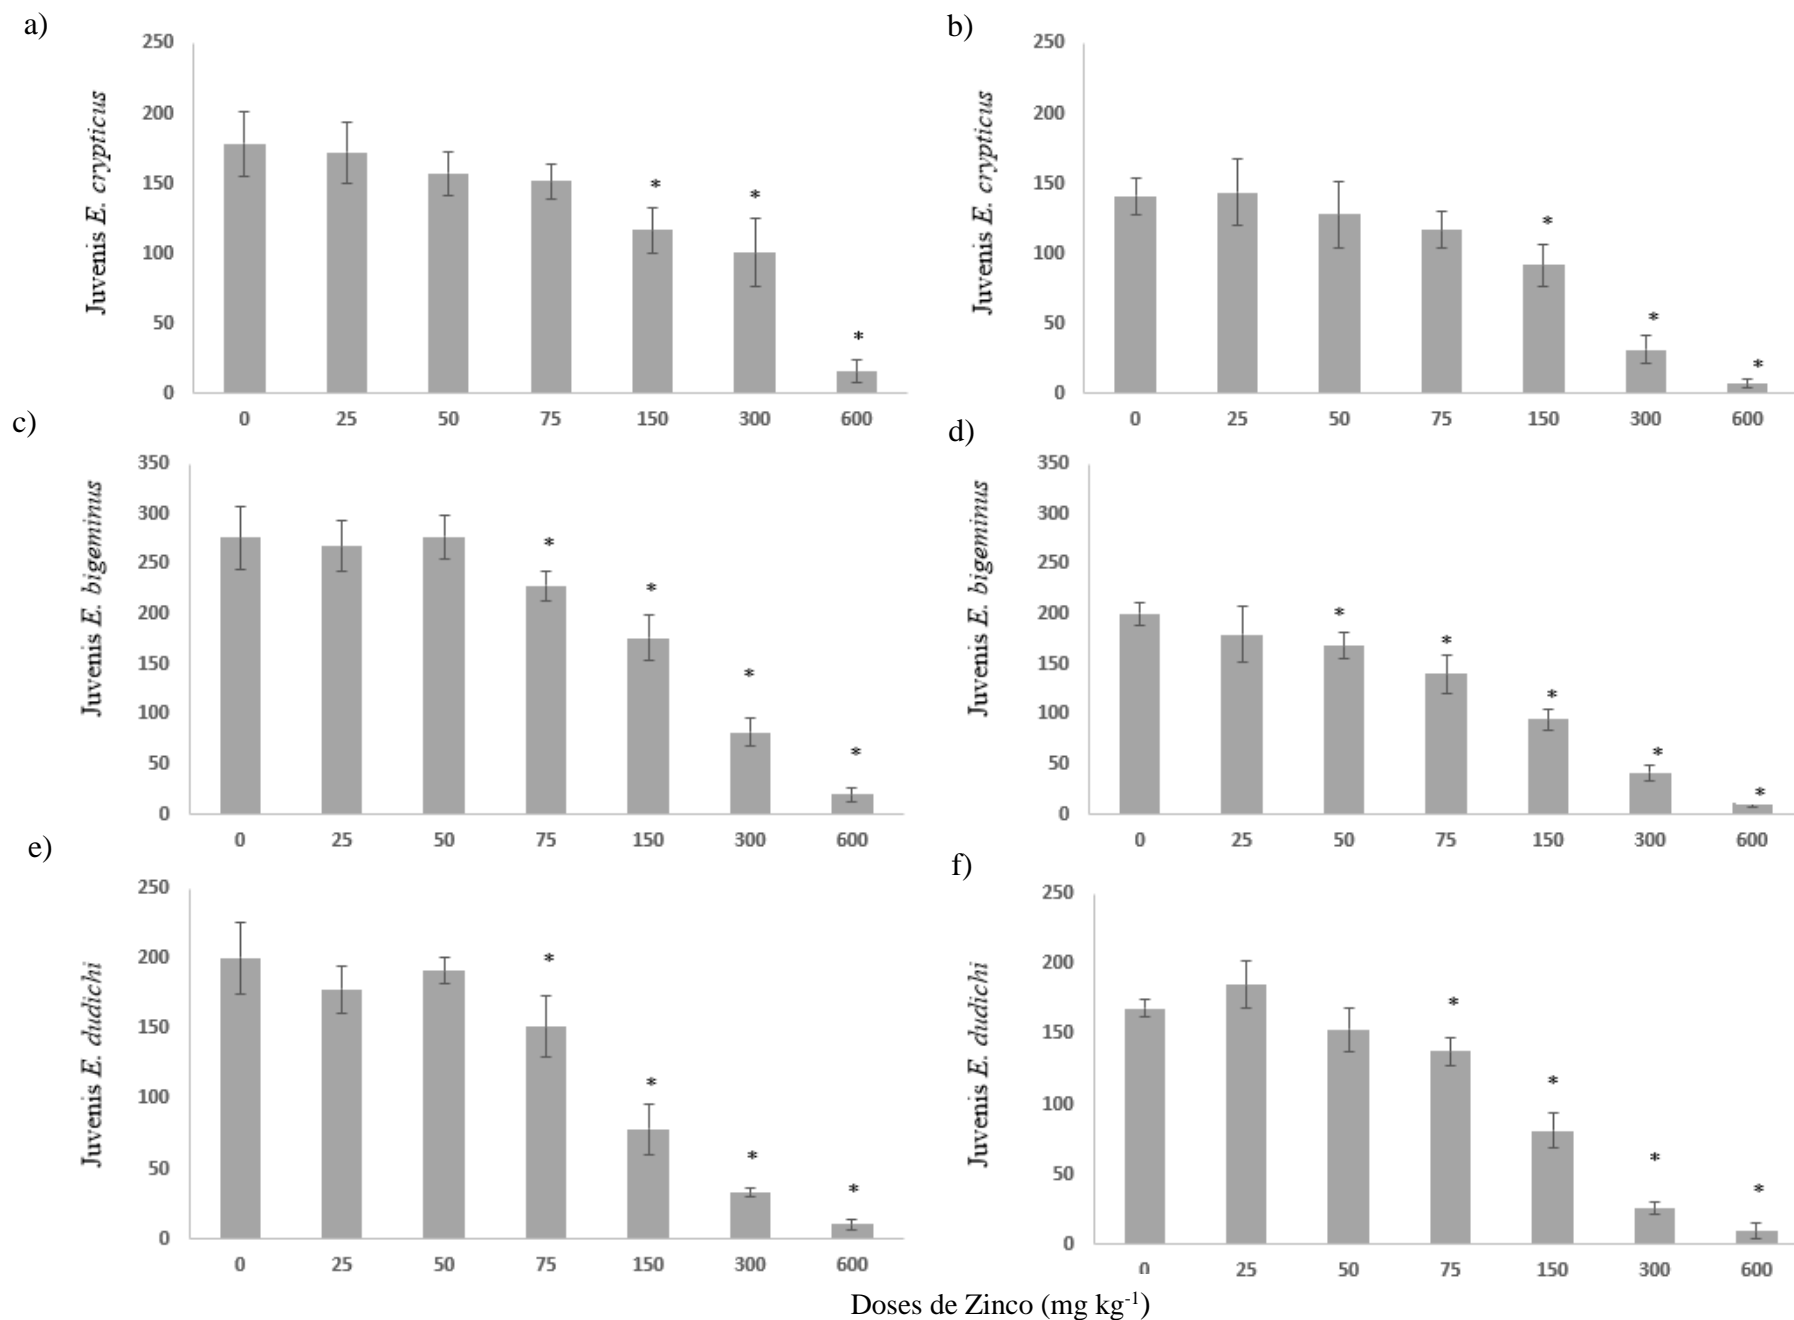 a)
250
200
150
100
50
0
Juvenis E. crypticus
* * *
0 25 50 75 150 300 600
b)
250
200
150
100
50
0
Juvenis E. crypticus
* * *
0 25 50 75 150 300 600
c)
350
300
250
200
150
100
50
0
Juvenis E. bigeminus
* * * *
0 25 50 75 150 300 600
d)
350
300
250
200
150
100
50
0
Juvenis E. bigeminus
* * * * *
0 25 50 75 150 300 600
e)
250
200
150
100
50
0
Juvenis E. dudichi
* * * *
0 25 50 75 150 300 600
f)
250
200
150
100
50
0
Juvenis E. dudichi
* * * *
0 25 50 75 150 300 600
Doses de Zinco (mg kg⁻¹)